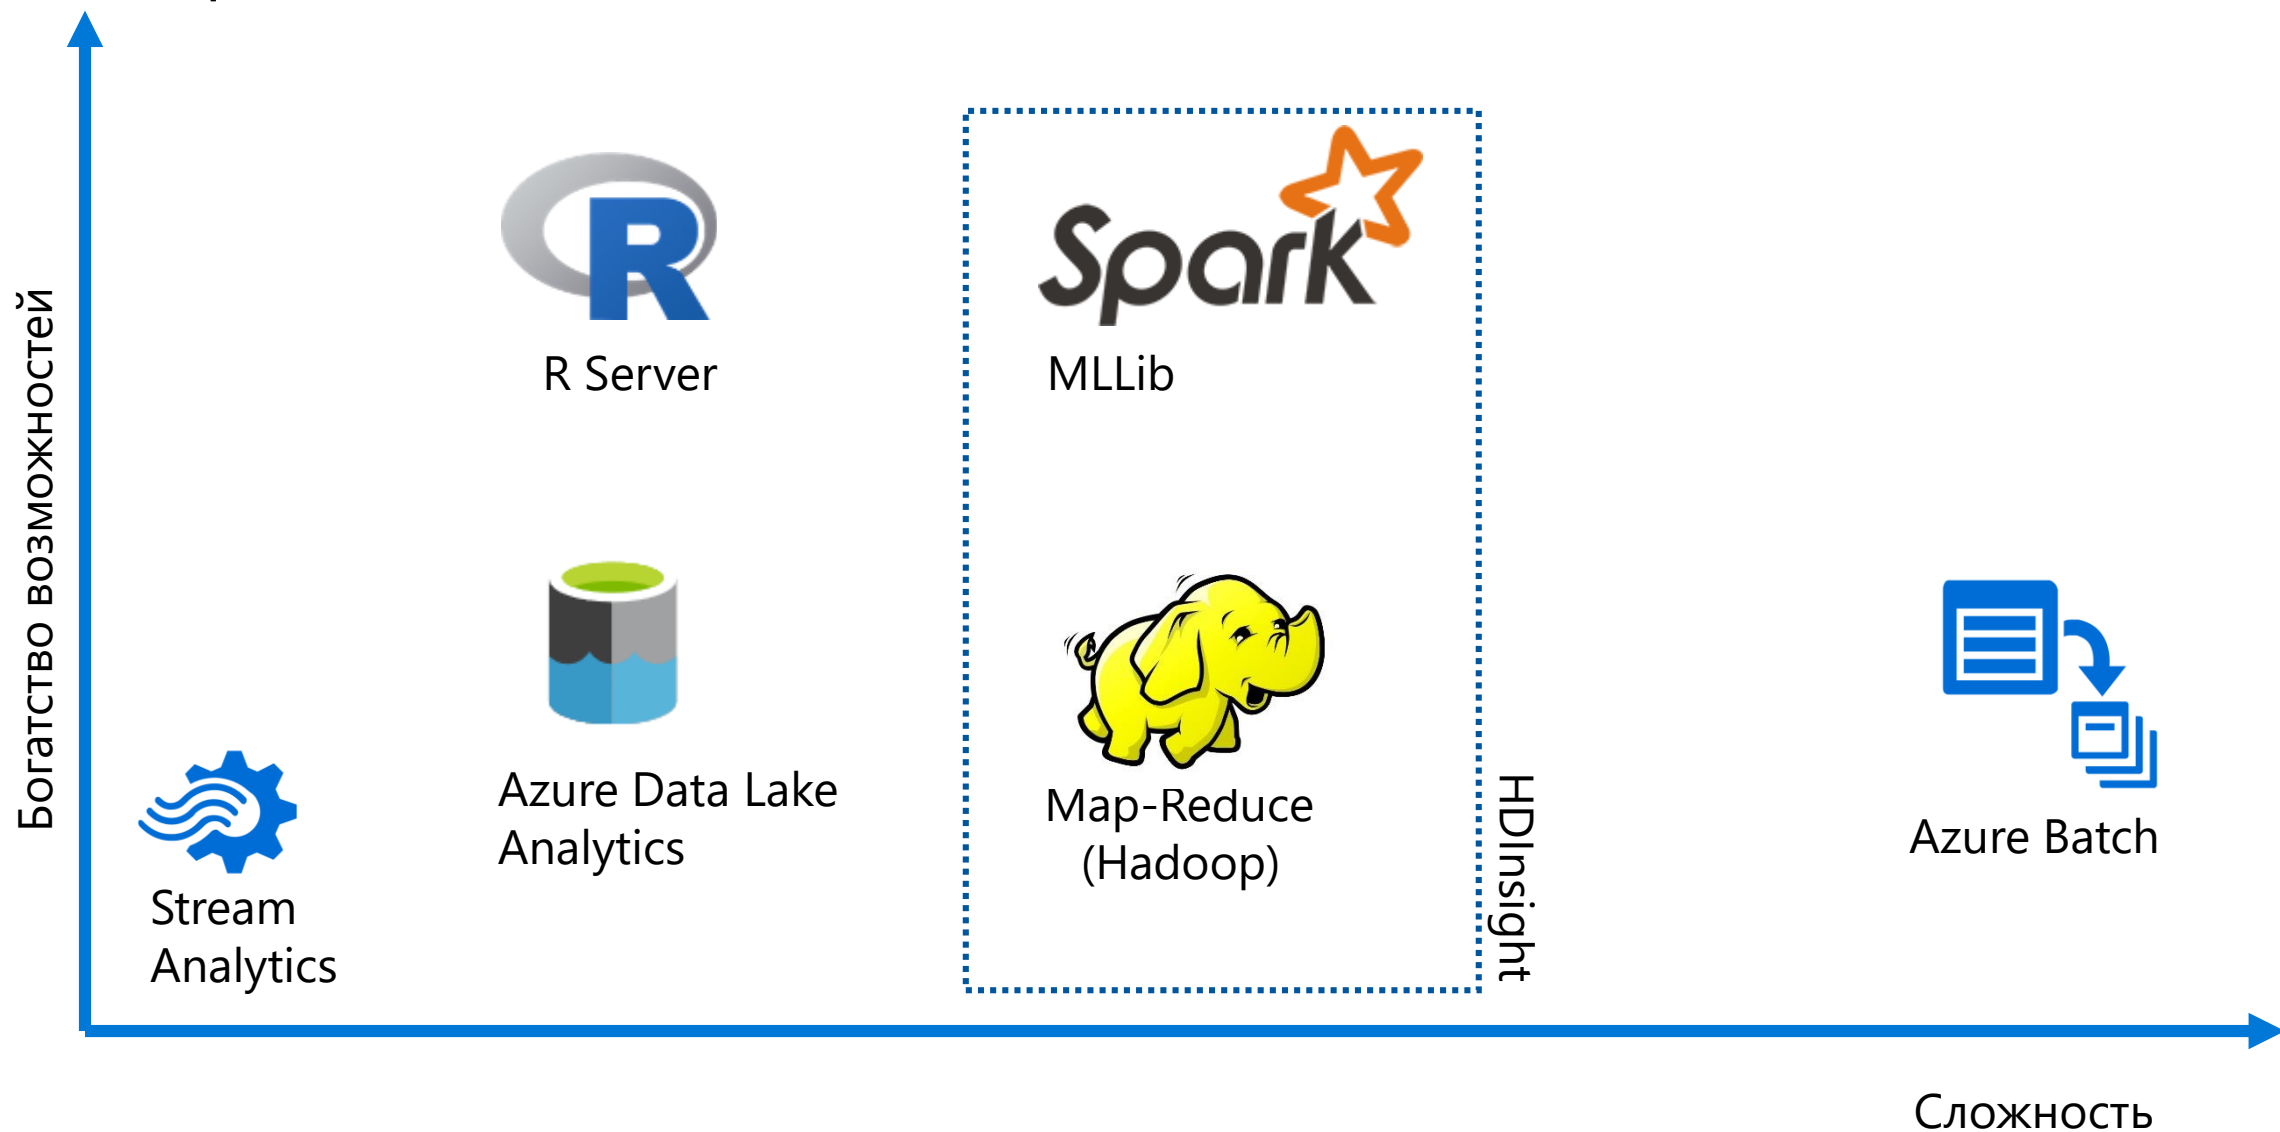 Богатство возможностей
R
Spark
R Server
MLLib
Azure Data Lake
Analytics
Map-Reduce
(Hadoop)
HDInsight
Azure Batch
Stream
Analytics
Сложность